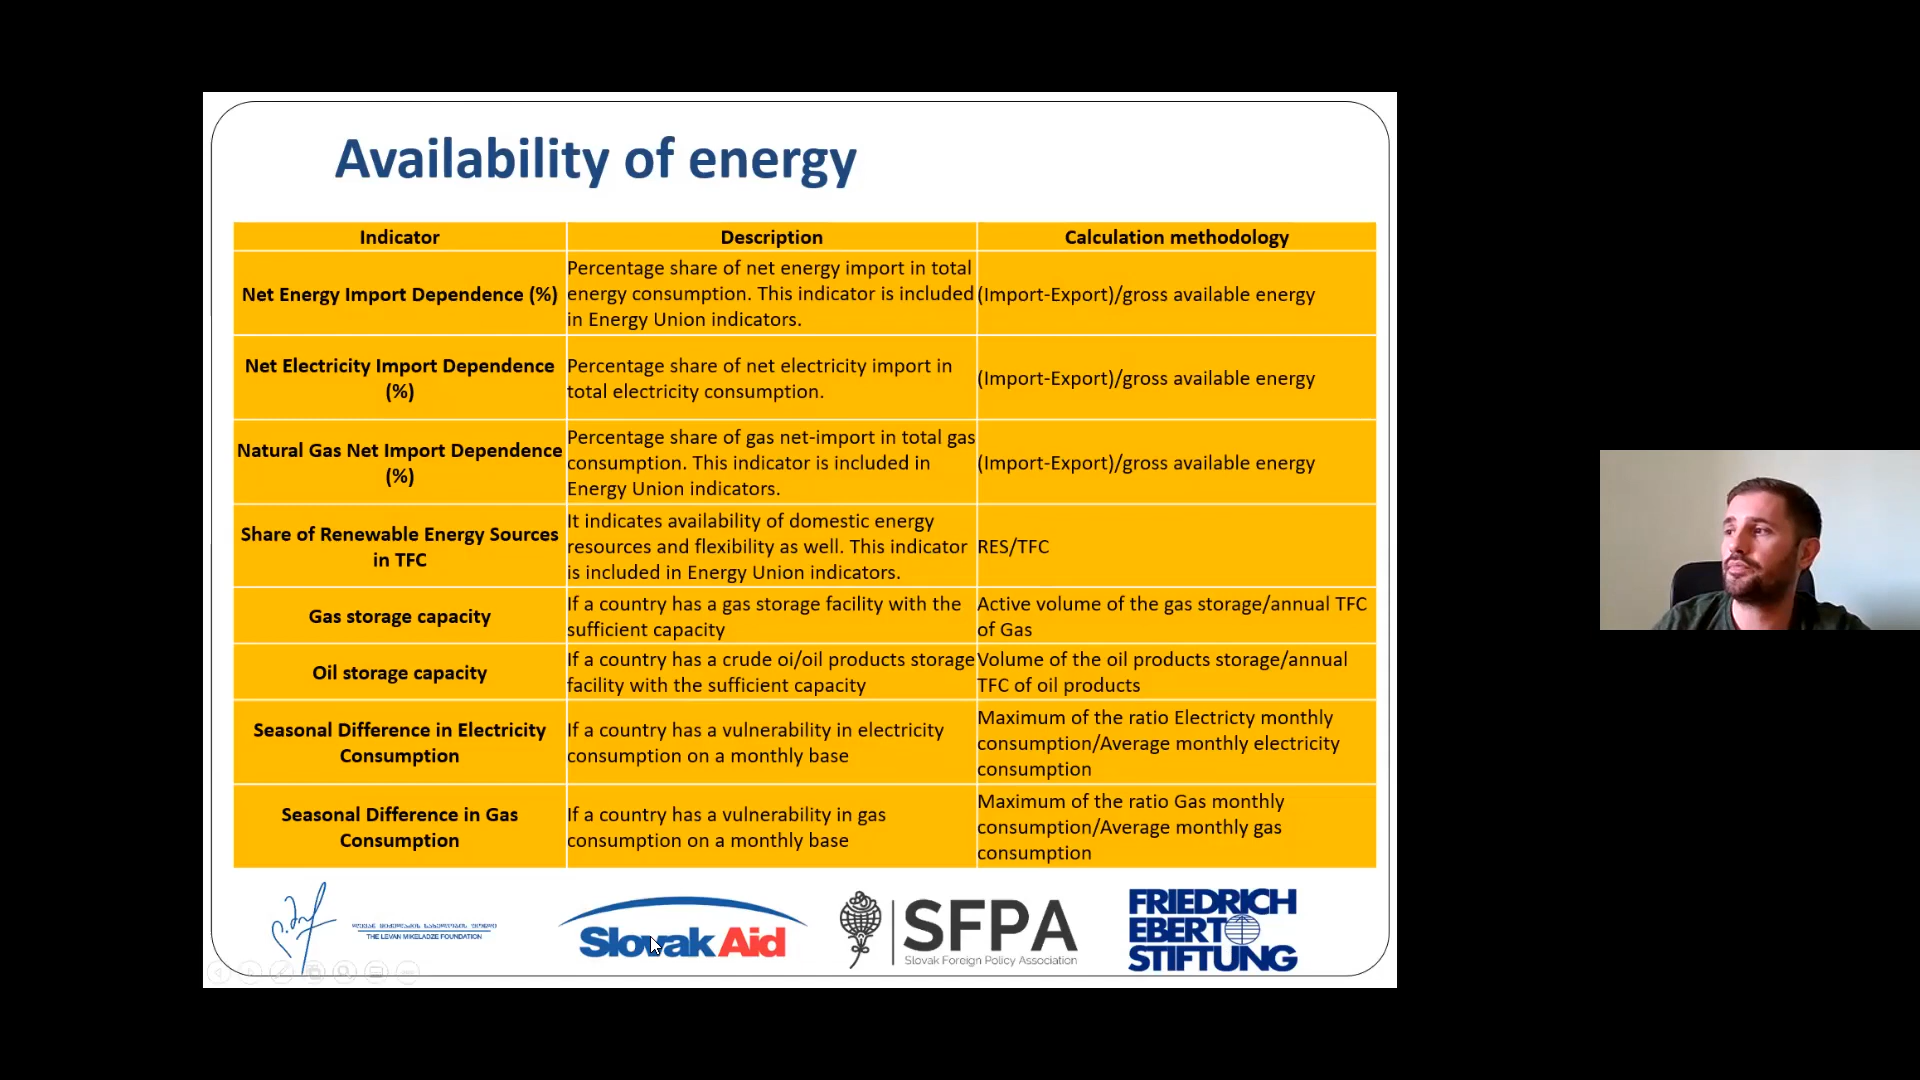 Availability of energy
Indicator
Description
Calculation methodology
Net Energy Import Dependence (%)
Percentage share of net energy import in total
energy consumption. This indicator is included
in Energy Union indicators.
(Import-Export)/gross available energy
Net Electricity Import Dependence
(%)
Percentage share of net electricity import in
total electricity consumption.
(Import-Export)/gross available energy
Natural Gas Net Import Dependence
(%)
Percentage share of gas net-import in total gas
consumption. This indicator is included in
Energy Union indicators.
(Import-Export)/gross available energy
Share of Renewable Energy Sources
in TFC
It indicates availability of domestic energy
resources and flexibility as well. This indicator
is included in Energy Union indicators.
RES/TFC
Gas storage capacity
If a country has a gas storage facility with the
sufficient capacity
Active volume of the gas storage/annual TFC
of Gas
Oil storage capacity
If a country has a crude oi/oil products storage
facility with the sufficient capacity
Volume of the oil products storage/annual
TFC of oil products
Seasonal Difference in Electricity
Consumption
If a country has a vulnerability in electricity
consumption on a monthly base
Maximum of the ratio Electricty monthly
consumption/Average monthly electricity
consumption
Seasonal Difference in Gas
Consumption
If a country has a vulnerability in gas
consumption on a monthly base
Maximum of the ratio Gas monthly
consumption/Average monthly gas
consumption
THE LEVAN MIKELADZE FOUNDATION
Slovak Aid
SFPA
Slovak Foreign Policy Association
FRIEDRICH
EBERT
STIFTUNG